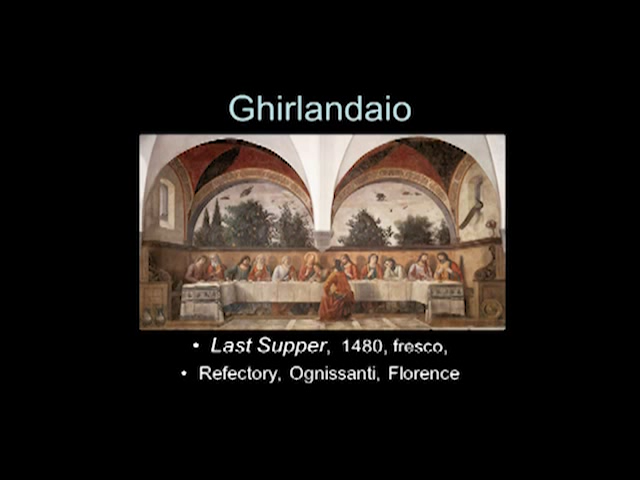 Ghirlandaio
• Last Supper, 1480, fresco,
• Refectory, Ognissanti, Florence